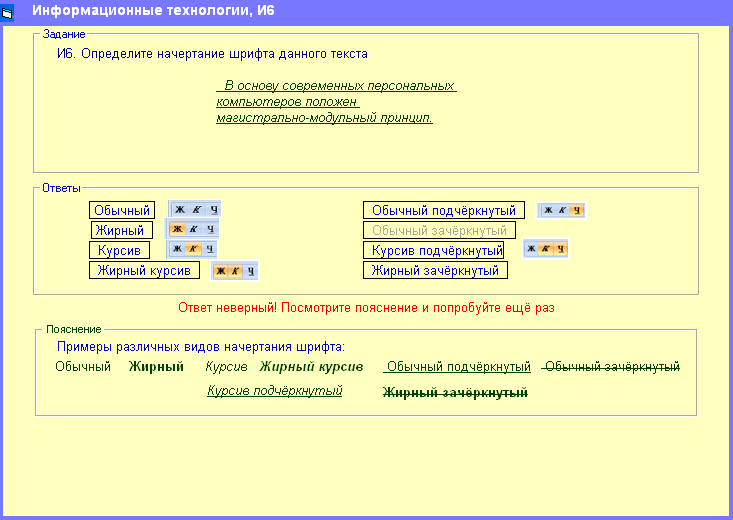 Информационные технологии, И6
Задание
И6. Определите начертание шрифта данного текста
В основу современных персональных
компьютеров положен
магистрально-модульный принцип.
Ответы
Обычный Ж К Ч Обычный подчёркнутый Ж К Ч
Жирный Ж К Ч Обычный зачёркнутый
Курсив Ж К Ч Курсив подчёркнутый Ж К Ч
Жирный курсив Ж К Ч Жирный зачёркнутый
Ответ неверный! Посмотрите пояснение и попробуйте ещё раз
Пояснение
Примеры различных видов начертания шрифта:
Обычный Жирный Курсив Жирный курсив Обычный подчёркнутый Обычный зачёркнутый
Курсив подчёркнутый Жирный зачёркнутый